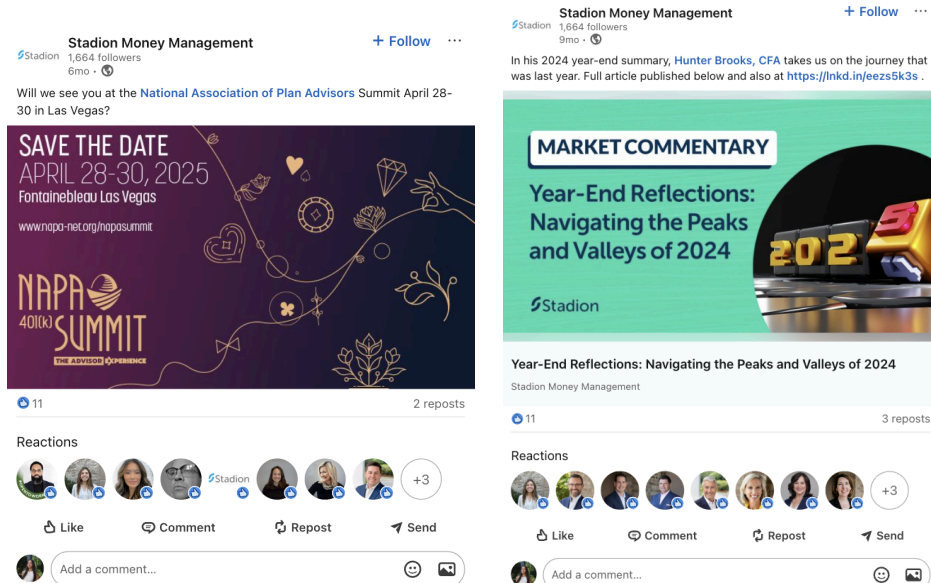 Stadion
Stadion Money Management
1,664 followers
6mo •
+ Follow ...
Will we see you at the National Association of Plan Advisors Summit April 28-
30 in Las Vegas?
SAVE THE DATE
APRIL 28-30, 2025
Fontainebleau Las Vegas
www.napa-net.org/napasummit
NAPA
401(k) SUMMIT
THE ADVISOR EXPERIENCE
11
2 reposts
Reactions
Stadion
+3
Like
Comment
Repost
Send
Add a comment...
Stadion
Stadion Money Management
1,664 followers
9mo •
+ Follow ...
In his 2024 year-end summary, Hunter Brooks, CFA takes us on the journey that
was last year. Full article published below and also at https://lnkd.in/eezs5k3s .
MARKET COMMENTARY
Year-End Reflections:
Navigating the Peaks
and Valleys of 2024
Stadion
2025
4
Year-End Reflections: Navigating the Peaks and Valleys of 2024
Stadion Money Management
11
3 reposts
Reactions
+3
Like
Comment
Repost
Send
Add a comment...